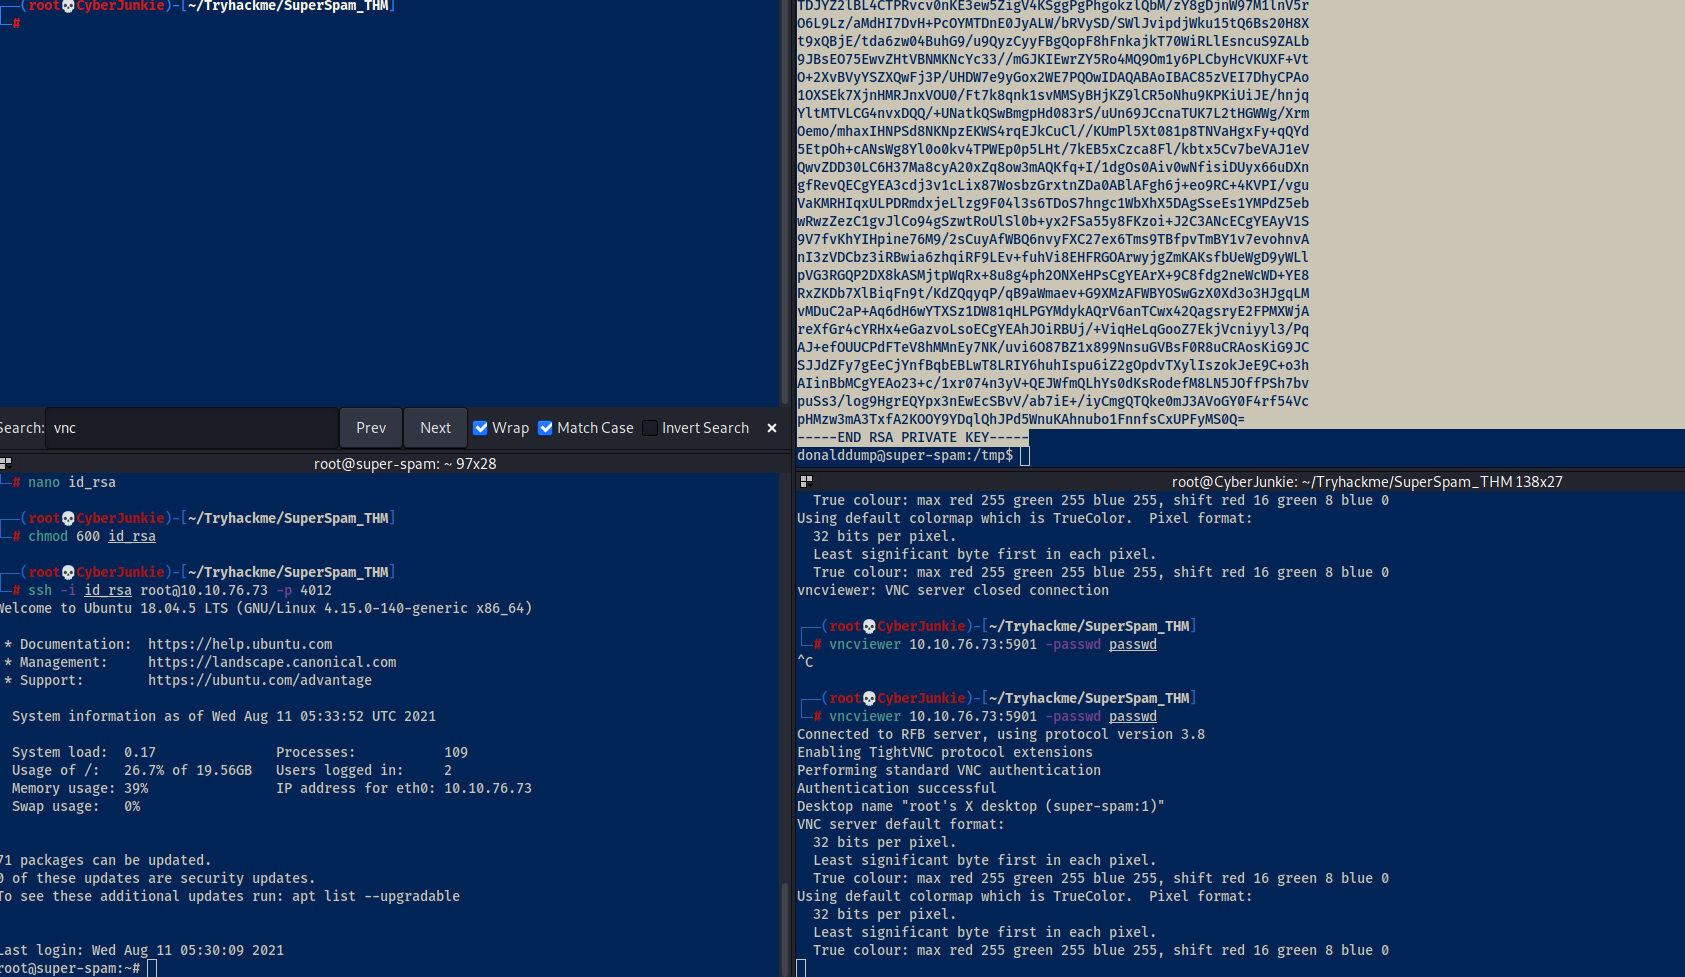 (root💀CyberJunkie)-[~/Tryhackme/SuperSpam_THM]
#
Search: vnc Prev Next Wrap Match Case Invert Search ×
root@super-spam: ~ 97x28
# nano id_rsa
(root💀CyberJunkie)-[~/Tryhackme/SuperSpam_THM]
# chmod 600 id_rsa
(root💀CyberJunkie)-[~/Tryhackme/SuperSpam_THM]
# ssh -i id_rsa root@10.10.76.73 -p 4012
Welcome to Ubuntu 18.04.5 LTS (GNU/Linux 4.15.0-140-generic x86_64)
* Documentation: https://help.ubuntu.com
* Management: https://landscape.canonical.com
* Support: https://ubuntu.com/advantage
System information as of Wed Aug 11 05:33:52 UTC 2021
System load: 0.17 Processes: 109
Usage of /: 26.7% of 19.56GB Users logged in: 2
Memory usage: 39% IP address for eth0: 10.10.76.73
Swap usage: 0%
71 packages can be updated.
0 of these updates are security updates.
To see these additional updates run: apt list --upgradable
Last login: Wed Aug 11 05:30:09 2021
root@super-spam:~#
TDJYZ2lBL4CTPRvcv0nKE3ew5ZigV4KSggPgPhgokzlQbM/zY8gDjnW97M1lnV5r
O6L9Lz/aMdHI7DvH+PcOYMTDnE0JyALW/bRVySD/SWlJvipdjWku15tQ6Bs20H8X
t9xQBjE/tda6zw04BuhG9/u9QyzCyyFBgQopF8hFnkajkT70WiRLlEsncuS9ZALb
9JBsEO75EwvZHtVBNMKNcYc33//mGJKIEwrZY5Ro4MQ9Om1y6PLCbyHcVKUXF+Vt
O+2XvBVyYSZXQwFj3P/UHDW7e9yGox2WE7PQOwIDAQABAoIBAC85zVEI7DhyCPAo
1OXSEk7XjnHMRJnxVOU0/Ft7k8qnk1svMMSyBHjKZ9lCR5oNhu9KPKiUiJE/hnjq
YltMTVLCG4nvxDQQ/+UNatkQSwBmgpHd083rS/uUn69JCcnaTUK7L2tHGWWg/Xrm
Oemo/mhaxIHNPSd8NKNpzEKWS4rqEJkCuCl//KUmPl5Xt081p8TNVaHgxFy+qQYd
5EtpOh+cANsWg8Yl0o0kv4TPWEp0p5LHt/7kEB5xCzca8Fl/kbtx5Cv7beVAJ1eV
QwvZDD30LC6H37Ma8cyA20xZq8ow3mAQKfq+I/1dgOs0Aiv0wNfisiDUyx66uDXn
gfRevQECgYEA3cdj3v1cLix87WosbzGrxtnZDa0ABlAFgh6j+eo9RC+4KVPI/vgu
VaKMRHIqxULPDRmdxjeLlzg9F04l3s6TDoS7hngc1WbXhX5DAgSseEs1YMPdZ5eb
wRwzZezC1gvJlCo94gSzwtRoUlSl0b+yx2FSa55y8FKzoi+J2C3ANcECgYEAyV1S
9V7fvKhYIHpine76M9/2sCuyAfWBQ6nvyFXC27ex6Tms9TBfpvTmBY1v7evohnvA
nI3zVDCbz3iRBwia6zhqiRF9LEv+fuhVi8EHFRGOArwyjgZmKAKsfbUeWgD9yWLl
pVG3RGQP2DX8kASMjtpWqRx+8u8g4ph2ONXeHPsCgYEArX+9C8fdg2neWcWD+YE8
RxZKDb7XlBiqFn9t/KdZQqyqP/qB9aWmaev+G9XMzAFWBYOSwGzX0Xd3o3HJgqLM
vMDuC2aP+Aq6dH6wYTXSz1DW81qHLPGYMdykAQrV6anTCwx42QagsryE2FPMXWjA
reXfGr4cYRHx4eGazvoLsoECgYEAhJOiRBUj/+ViqHeLqGooZ7EkjVcniyyl3/Pq
AJ+efOUUCPdFTeV8hMMnEy7NK/uvi6O87BZ1x899NnsuGVBsF0R8uCRAosKiG9JC
SJJdZFy7gEeCjYnfBqbEBLwT8LRIY6huhIspu6iZ2gOpdvTXylIszokJeE9C+o3h
AIinBbMCgYEAo23+c/1xr074n3yV+QEJWfmQLhYs0dKsRodefM8LN5JOffPSh7bv
puSs3/log9HgrEQYpx3nEwEcSBvV/ab7iE+/iyCmgQTQke0mJ3AVoGY0F4rf54Vc
pHMzw3mA3TxfA2KOOY9YDqlQhJPd5WnuKAhnubo1FnnfsCxUPFyMS0Q=
-----END RSA PRIVATE KEY-----
donalddump@super-spam:/tmp$
root@CyberJunkie: ~/Tryhackme/SuperSpam_THM 138x27
True colour: max red 255 green 255 blue 255, shift red 16 green 8 blue 0
Using default colormap which is TrueColor. Pixel format:
32 bits per pixel.
Least significant byte first in each pixel.
True colour: max red 255 green 255 blue 255, shift red 16 green 8 blue 0
vncviewer: VNC server closed connection
(root💀CyberJunkie)-[~/Tryhackme/SuperSpam_THM]
# vncviewer 10.10.76.73:5901 -passwd passwd
^C
(root💀CyberJunkie)-[~/Tryhackme/SuperSpam_THM]
# vncviewer 10.10.76.73:5901 -passwd passwd
Connected to RFB server, using protocol version 3.8
Enabling TightVNC protocol extensions
Performing standard VNC authentication
Authentication successful
Desktop name "root's X desktop (super-spam:1)"
VNC server default format:
32 bits per pixel.
Least significant byte first in each pixel.
True colour: max red 255 green 255 blue 255, shift red 16 green 8 blue 0
Using default colormap which is TrueColor. Pixel format:
32 bits per pixel.
Least significant byte first in each pixel.
True colour: max red 255 green 255 blue 255, shift red 16 green 8 blue 0